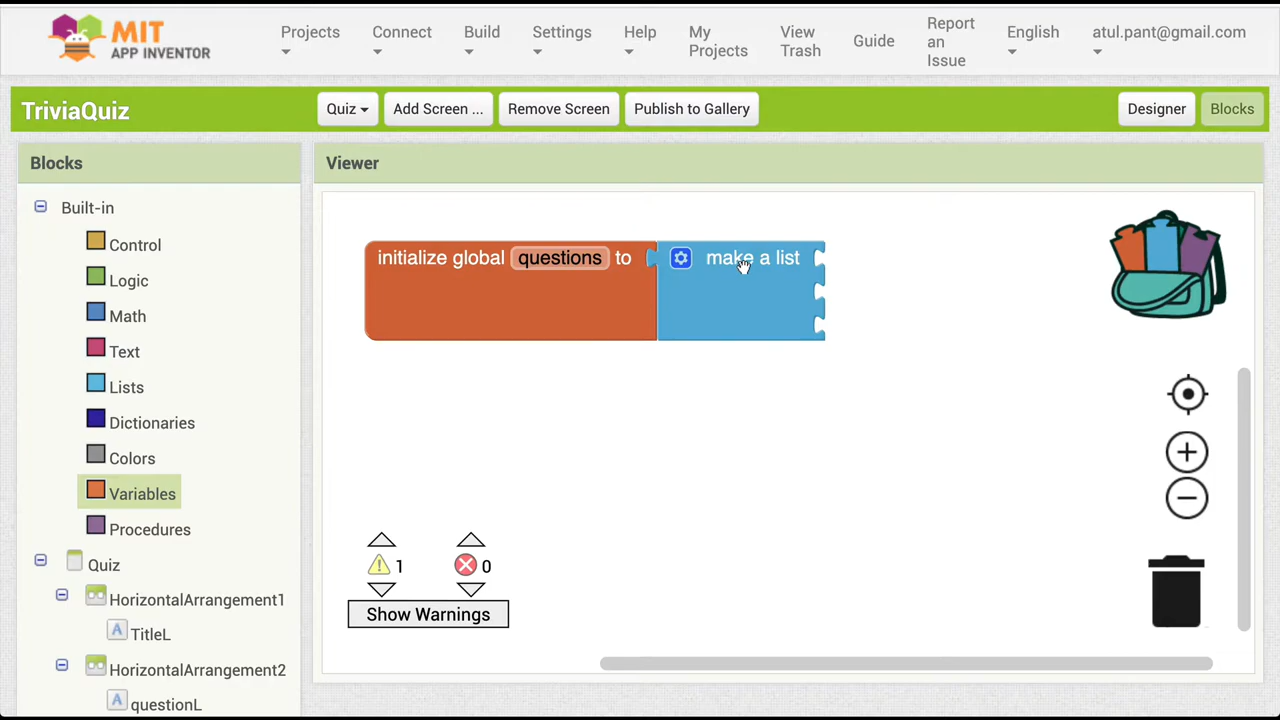 MIT
APP INVENTOR
Projects
Connect
Build
Settings
Help
My
Projects
View
Trash
Guide
Report
an
Issue
English
atul.pant@gmail.com
TriviaQuiz
Quiz
Add Screen ...
Remove Screen
Publish to Gallery
Designer
Blocks
Blocks
Viewer
Built-in
Control
Logic
Math
Text
Lists
Dictionaries
Colors
Variables
Procedures
Quiz
HorizontalArrangement1
A TitleL
HorizontalArrangement2
A questionL
initialize global questions to make a list
1
0
Show Warnings